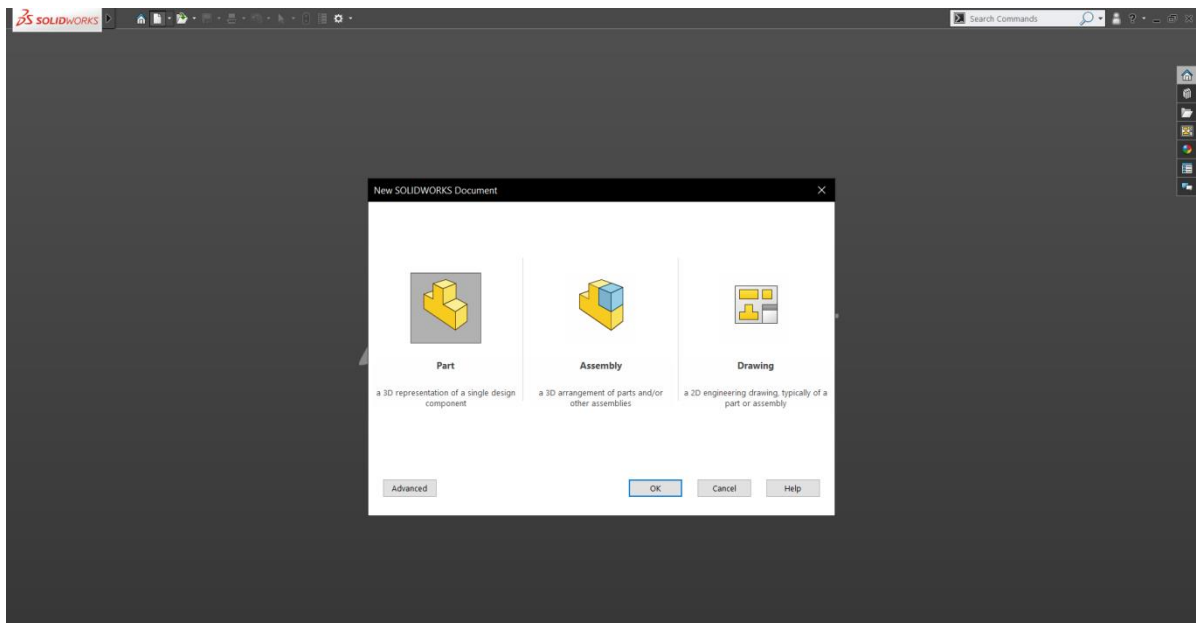 SOLIDWORKS
Search Commands
New SOLIDWORKS Document
Part
Assembly
Drawing
a 3D representation of a single design
component
a 3D arrangement of parts and/or
other assemblies
a 2D engineering drawing, typically of a
part or assembly
Advanced
OK
Cancel
Help